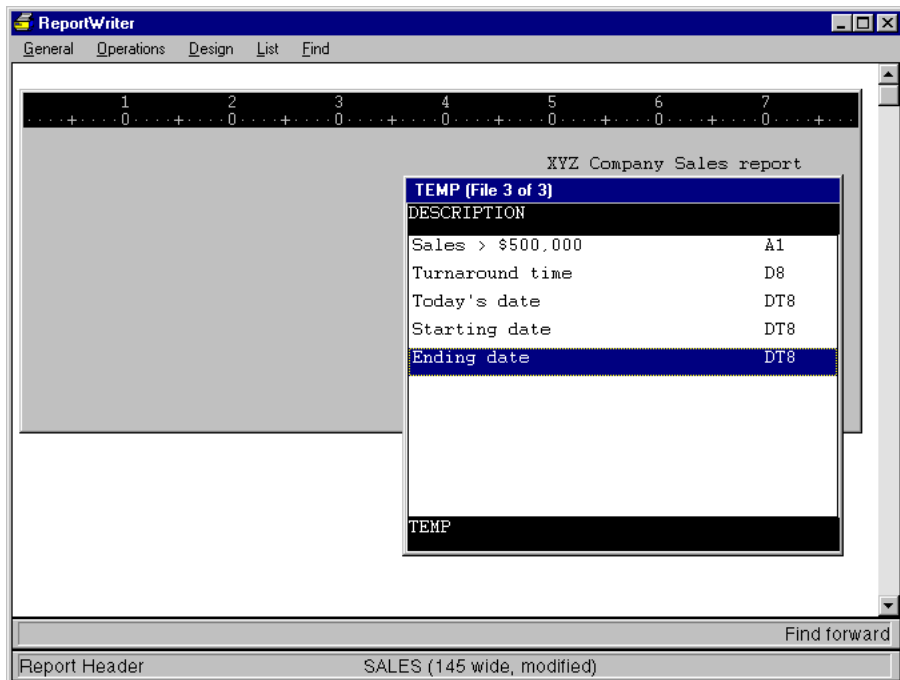 ReportWriter
General Operations Design List Find
1 2 3 4 5 6 7
....+....0....+....0....+....0....+....0....+....0....+....0....+....0....+...
XYZ Company Sales report
TEMP (File 3 of 3)
DESCRIPTION
Sales > $500,000 A1
Turnaround time D8
Today's date DT8
Starting date DT8
Ending date DT8
TEMP
Find forward
Report Header SALES (145 wide, modified)